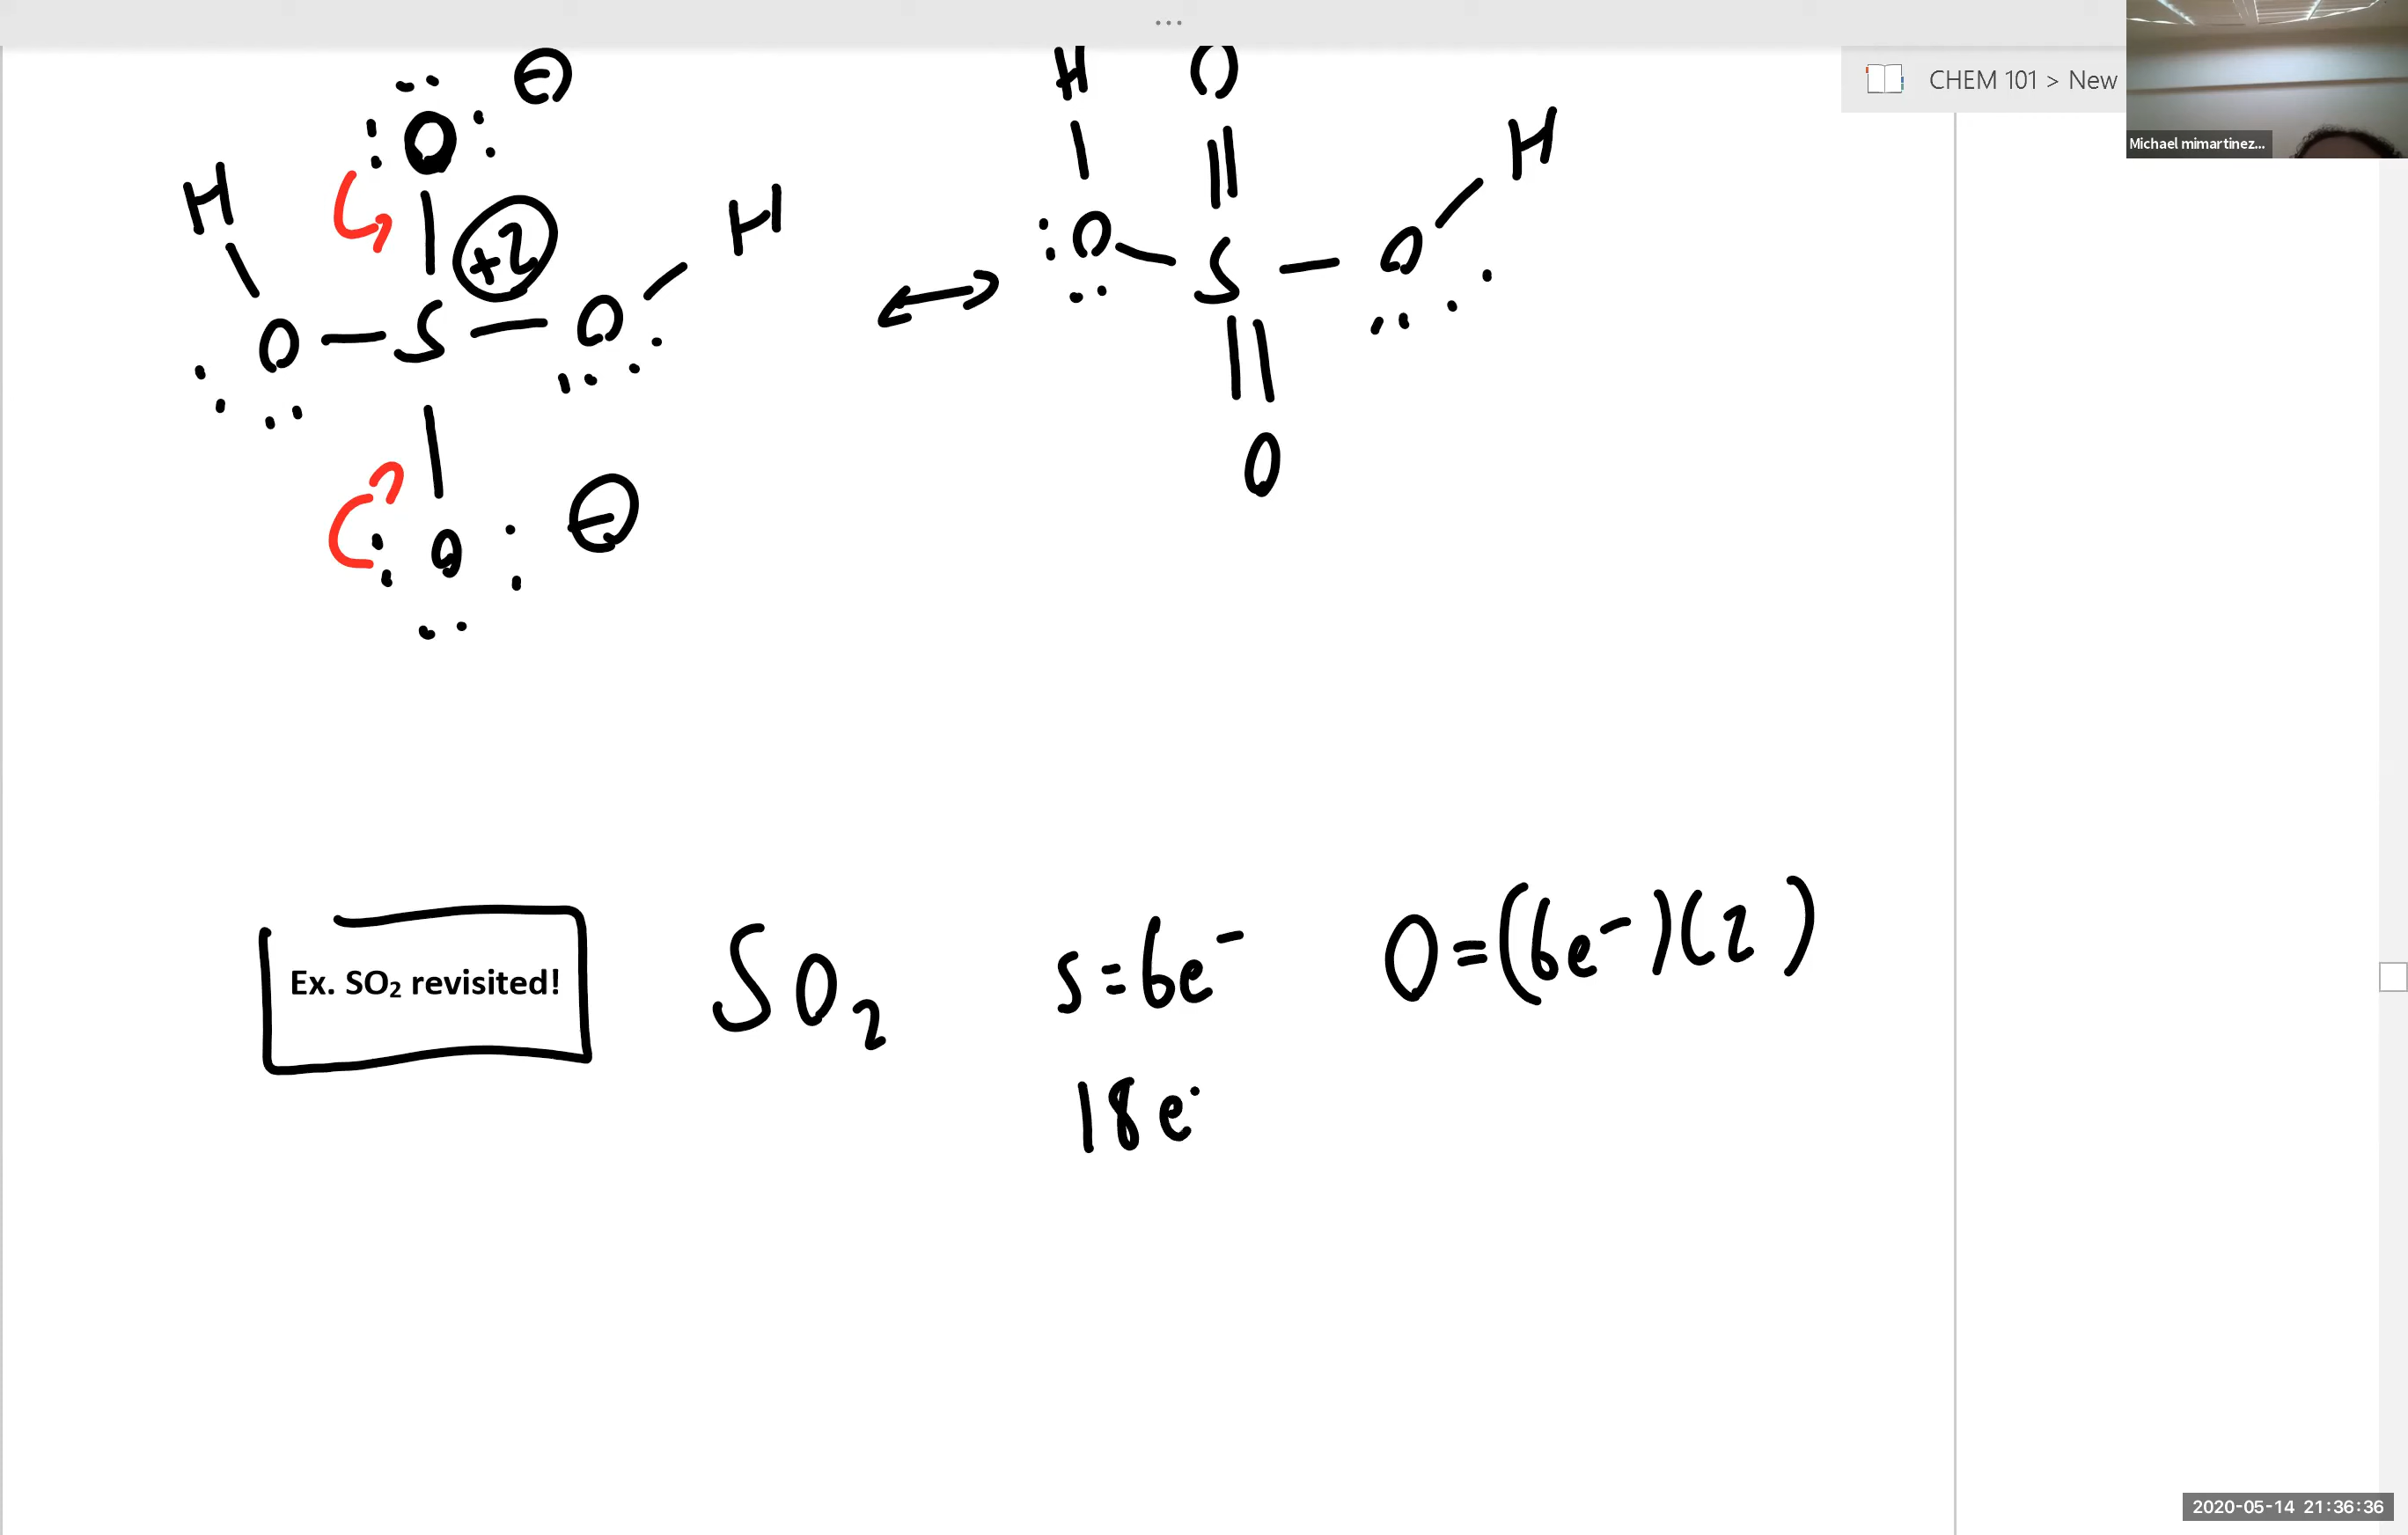 ...
CHEM 101 > New
Michael mimartinez...
⊖
:O:
H
+2
H
O — S — O
:O:
⊖
↔
H O
H
:O — S — O
O
Ex. SO₂ revisited!
SO₂
S = 6e⁻
O = (6e⁻)(2)
18e⁻
2020-05-14 21:36:36